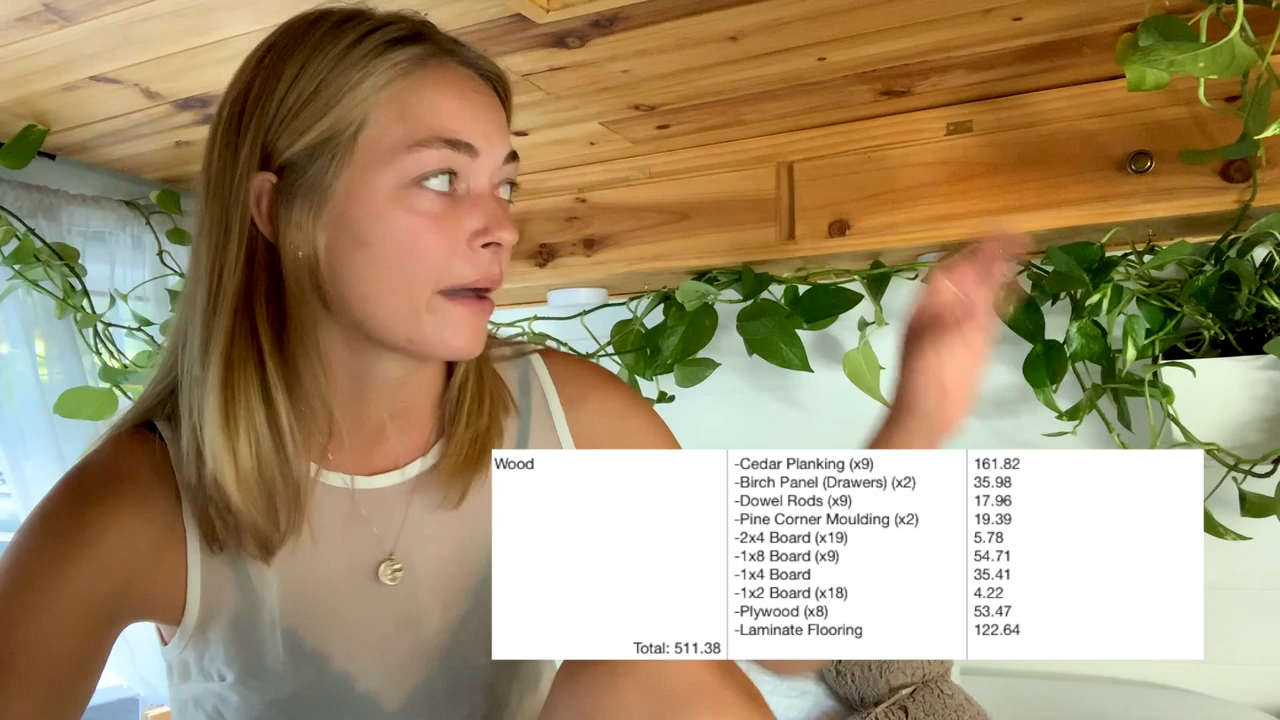 Wood -Cedar Planking (x9) 161.82
-Birch Panel (Drawers) (x2) 35.98
-Dowel Rods (x9) 17.96
-Pine Corner Moulding (x2) 19.39
-2x4 Board (x19) 5.78
-1x8 Board (x9) 54.71
-1x4 Board 35.41
-1x2 Board (x18) 4.22
-Plywood (x8) 53.47
-Laminate Flooring 122.64
Total: 511.38